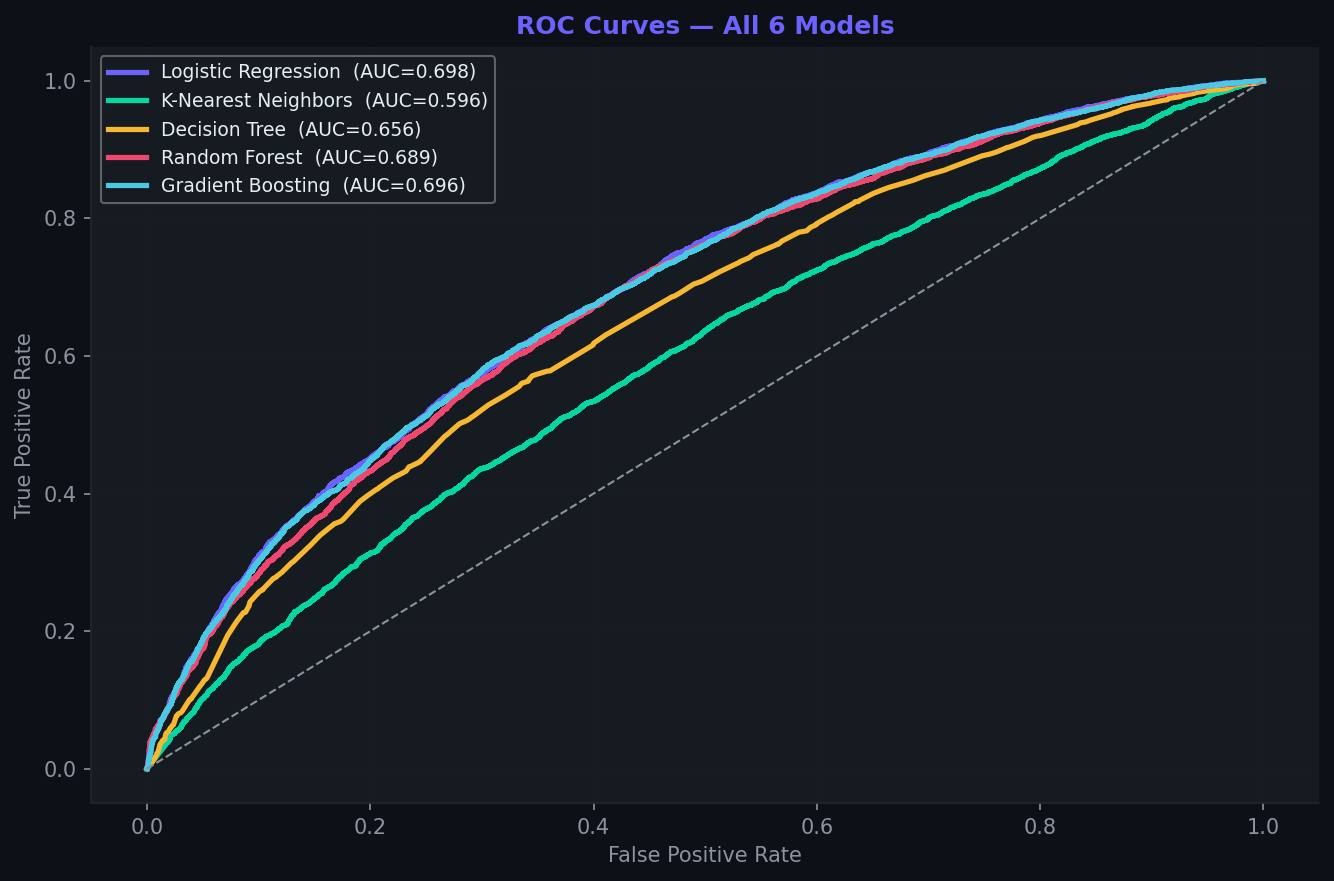 ROC Curves — All 6 Models
Logistic Regression (AUC=0.698)
K-Nearest Neighbors (AUC=0.596)
Decision Tree (AUC=0.656)
Random Forest (AUC=0.689)
Gradient Boosting (AUC=0.696)
True Positive Rate
1.0
0.8
0.6
0.4
0.2
0.0
0.0 0.2 0.4 0.6 0.8 1.0
False Positive Rate